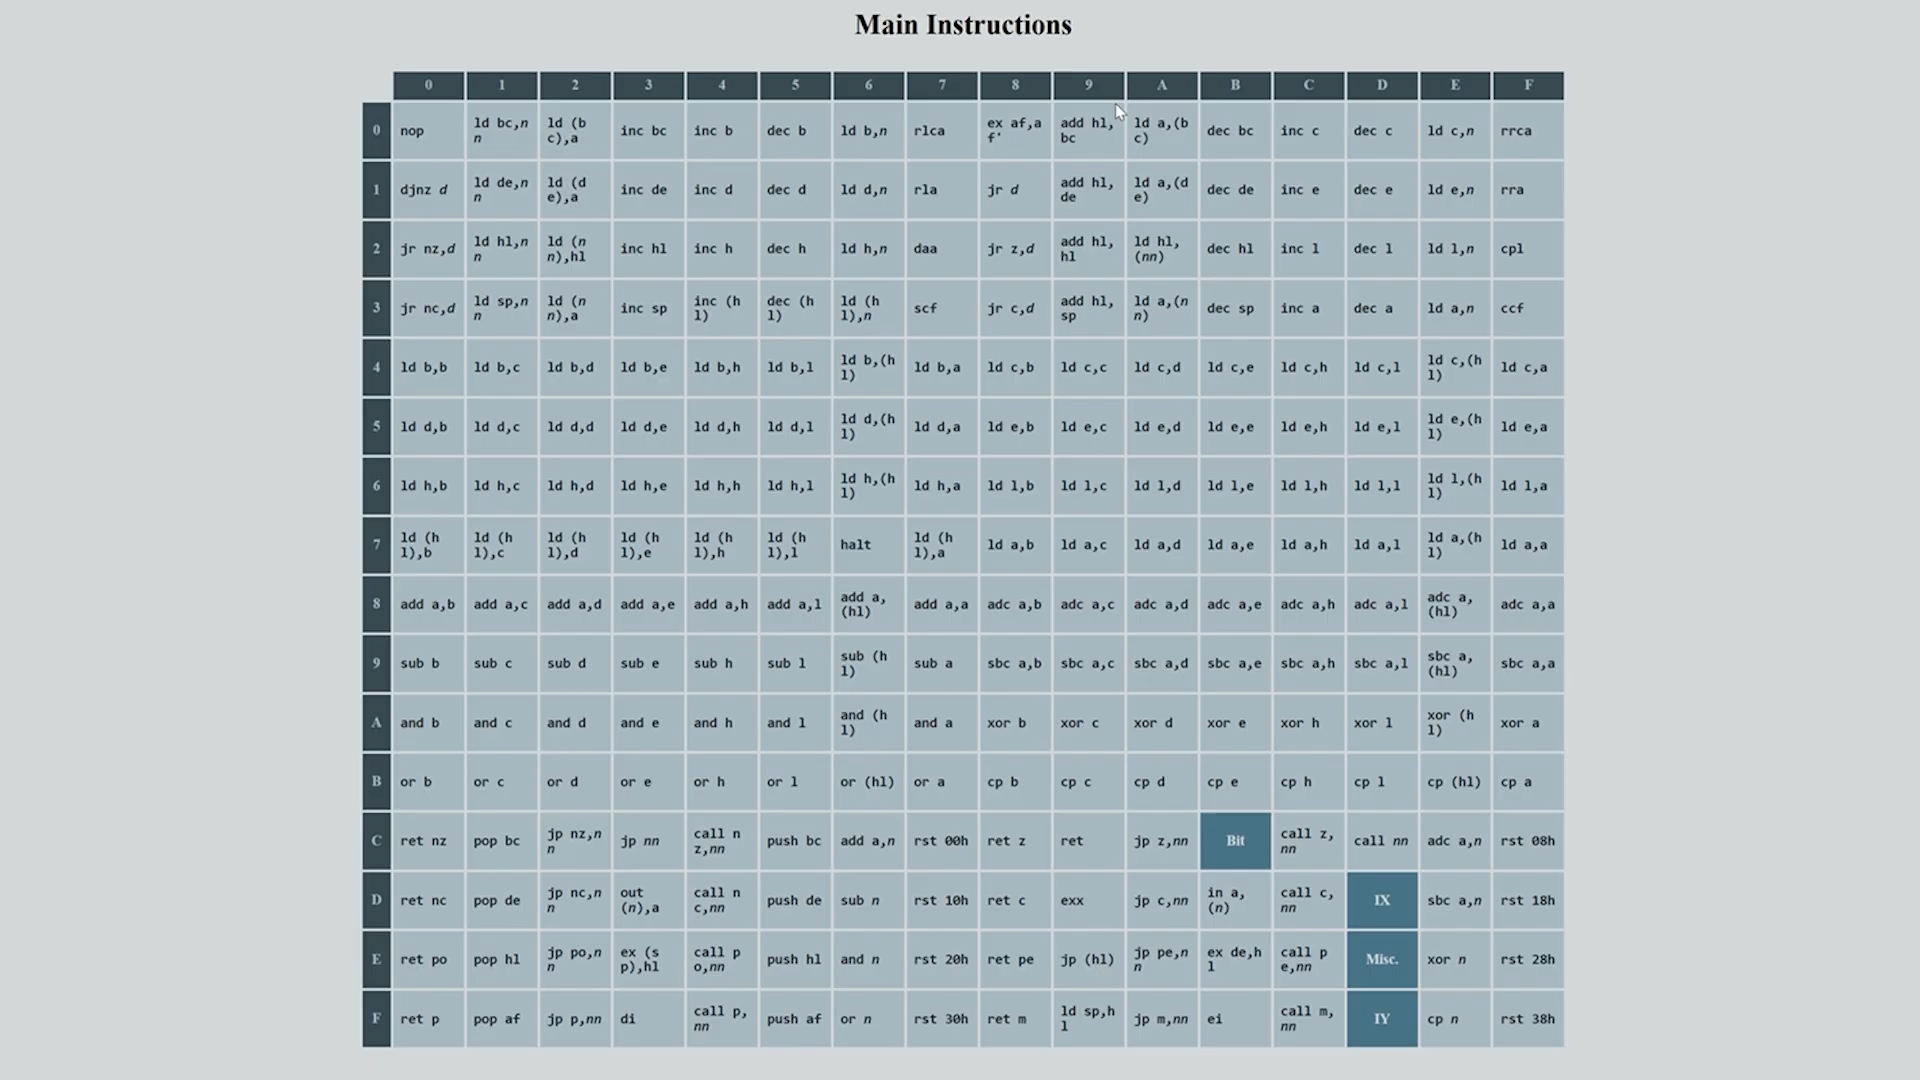 Main Instructions
0 1 2 3 4 5 6 7 8 9 A B C D E F
0 nop ld bc,nn ld (bc),a inc bc inc b dec b ld b,n rlca ex af,af' add hl,bc ld a,(bc) dec bc inc c dec c ld c,n rrca
1 djnz d ld de,nn ld (de),a inc de inc d dec d ld d,n rla jr d add hl,de ld a,(de) dec de inc e dec e ld e,n rra
2 jr nz,d ld hl,nn ld (nn),hl inc hl inc h dec h ld h,n daa jr z,d add hl,hl ld hl,(nn) dec hl inc l dec l ld l,n cpl
3 jr nc,d ld sp,nn ld (nn),a inc sp inc (hl) dec (hl) ld (hl),n scf jr c,d add hl,sp ld a,(nn) dec sp inc a dec a ld a,n ccf
4 ld b,b ld b,c ld b,d ld b,e ld b,h ld b,l ld b,(hl) ld b,a ld c,b ld c,c ld c,d ld c,e ld c,h ld c,l ld c,(hl) ld c,a
5 ld d,b ld d,c ld d,d ld d,e ld d,h ld d,l ld d,(hl) ld d,a ld e,b ld e,c ld e,d ld e,e ld e,h ld e,l ld e,(hl) ld e,a
6 ld h,b ld h,c ld h,d ld h,e ld h,h ld h,l ld h,(hl) ld h,a ld l,b ld l,c ld l,d ld l,e ld l,h ld l,l ld l,(hl) ld l,a
7 ld (hl),b ld (hl),c ld (hl),d ld (hl),e ld (hl),h ld (hl),l halt ld (hl),a ld a,b ld a,c ld a,d ld a,e ld a,h ld a,l ld a,(hl) ld a,a
8 add a,b add a,c add a,d add a,e add a,h add a,l add a,(hl) add a,a adc a,b adc a,c adc a,d adc a,e adc a,h adc a,l adc a,(hl) adc a,a
9 sub b sub c sub d sub e sub h sub l sub (hl) sub a sbc a,b sbc a,c sbc a,d sbc a,e sbc a,h sbc a,l sbc a,(hl) sbc a,a
A and b and c and d and e and h and l and (hl) and a xor b xor c xor d xor e xor h xor l xor (hl) xor a
B or b or c or d or e or h or l or (hl) or a cp b cp c cp d cp e cp h cp l cp (hl) cp a
C ret nz pop bc jp nz,nn jp nn call nz,nn push bc add a,n rst 00h ret z ret jp z,nn Bit call z,nn call nn adc a,n rst 08h
D ret nc pop de jp nc,nn out (n),a call nc,nn push de sub n rst 10h ret c exx jp c,nn in a,(n) call c,nn IX sbc a,n rst 18h
E ret po pop hl jp po,nn ex (sp),hl call po,nn push hl and n rst 20h ret pe jp (hl) jp pe,nn ex de,hl call pe,nn Misc. xor n rst 28h
F ret p pop af jp p,nn di call p,nn push af or n rst 30h ret m ld sp,hl jp m,nn ei call m,nn IY cp n rst 38h